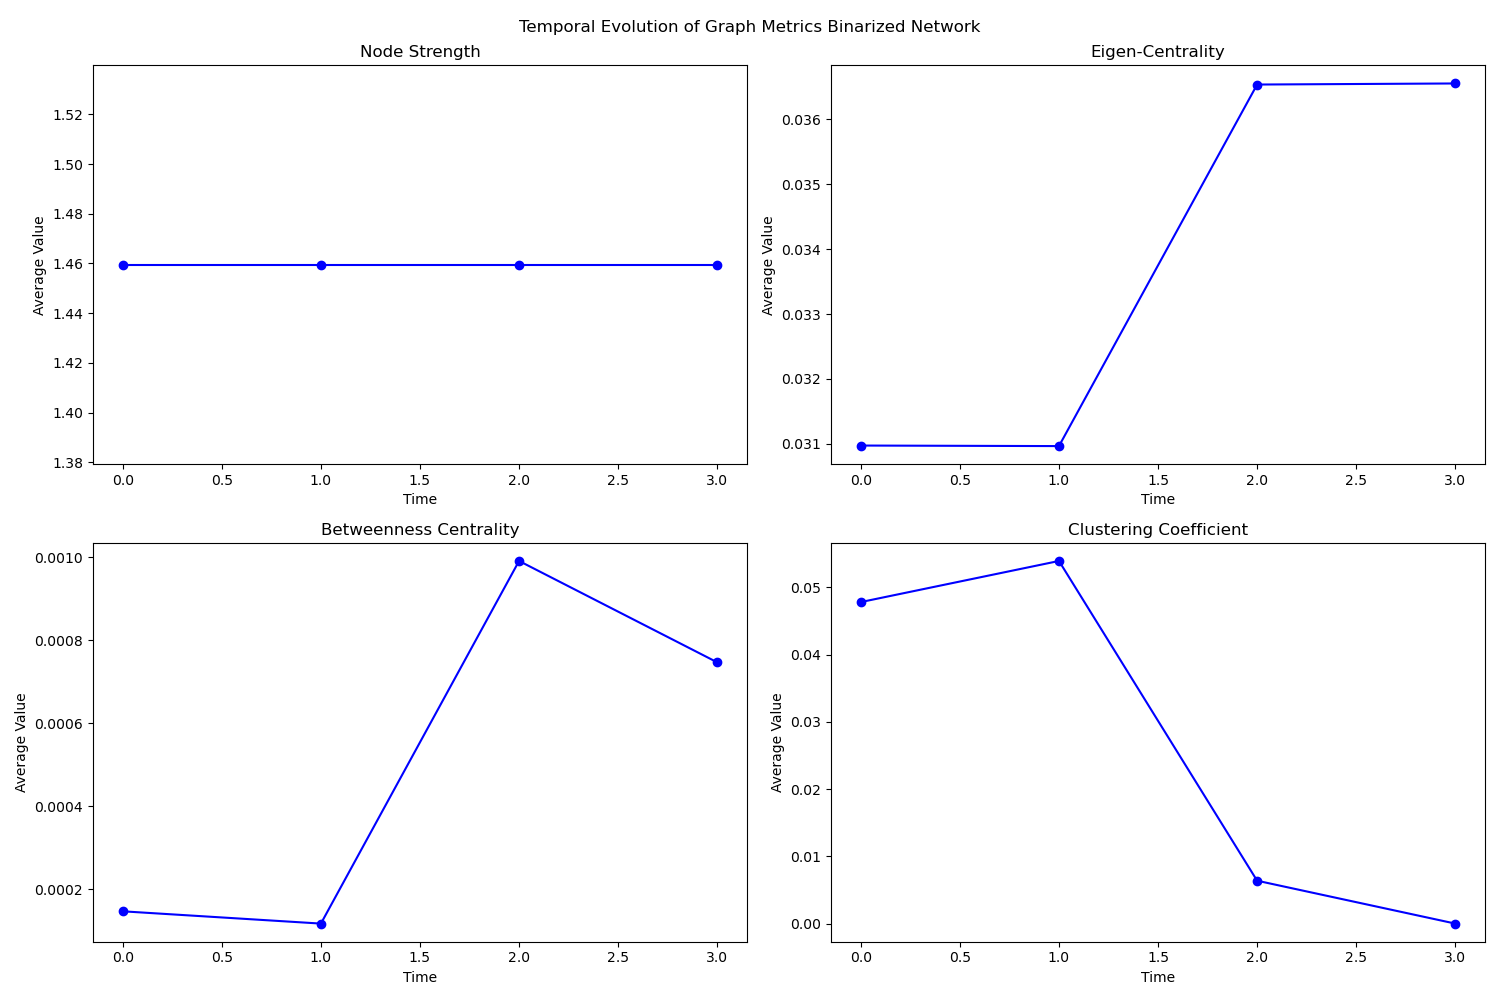 Temporal Evolution of Graph Metrics Binarized Network
Node Strength
1.52
1.50
1.48
1.46
1.44
1.42
1.40
1.38
Average Value
0.0 0.5 1.0 1.5 2.0 2.5 3.0
Time
Eigen-Centrality
0.036
0.035
0.034
0.033
0.032
0.031
Average Value
0.0 0.5 1.0 1.5 2.0 2.5 3.0
Time
Betweenness Centrality
0.0010
0.0008
0.0006
0.0004
0.0002
Average Value
0.0 0.5 1.0 1.5 2.0 2.5 3.0
Time
Clustering Coefficient
0.05
0.04
0.03
0.02
0.01
0.00
Average Value
0.0 0.5 1.0 1.5 2.0 2.5 3.0
Time